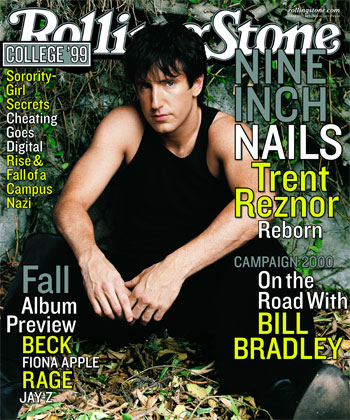 rollingstone.com
Rolling Stone
COLLEGE '99
Sorority-
Girl
Secrets
Cheating
Goes
Digital
Rise &
Fall of a
Campus
Nazi
NINE
INCH
NAILS
Trent
Reznor
Reborn
CAMPAIGN 2000
On the
Road With
BILL
BRADLEY
Fall
Album
Preview
BECK
FIONA APPLE
RAGE
JAY-Z